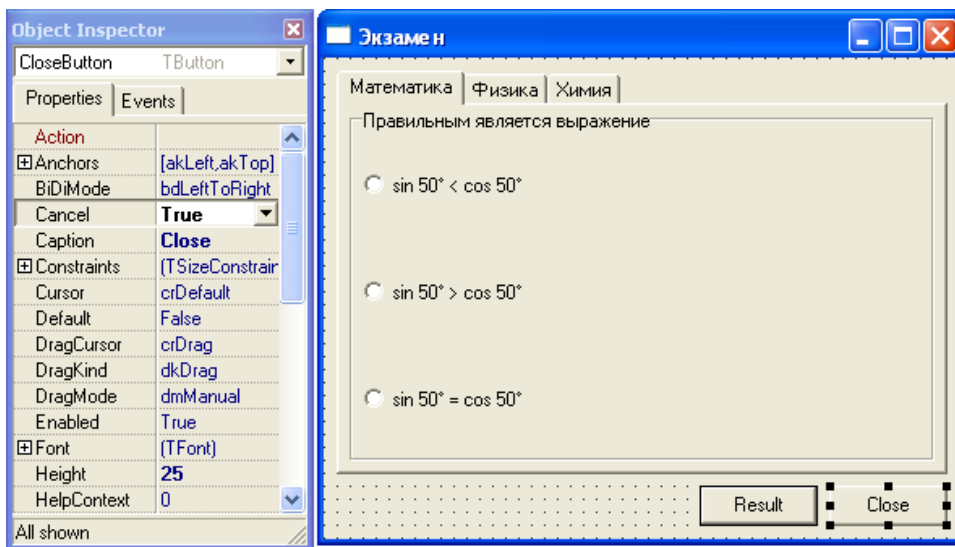 Object Inspector
CloseButton TButton
Properties Events
Action
Anchors [akLeft,akTop]
BiDiMode bdLeftToRight
Cancel True
Caption Close
Constraints (TSizeConstrair
Cursor crDefault
Default False
DragCursor crDrag
DragKind dkDrag
DragMode dmManual
Enabled True
Font (TFont)
Height 25
HelpContext 0
All shown
Экзамен
Математика Физика Химия
Правильным является выражение
sin 50° < cos 50°
sin 50° > cos 50°
sin 50° = cos 50°
Result Close